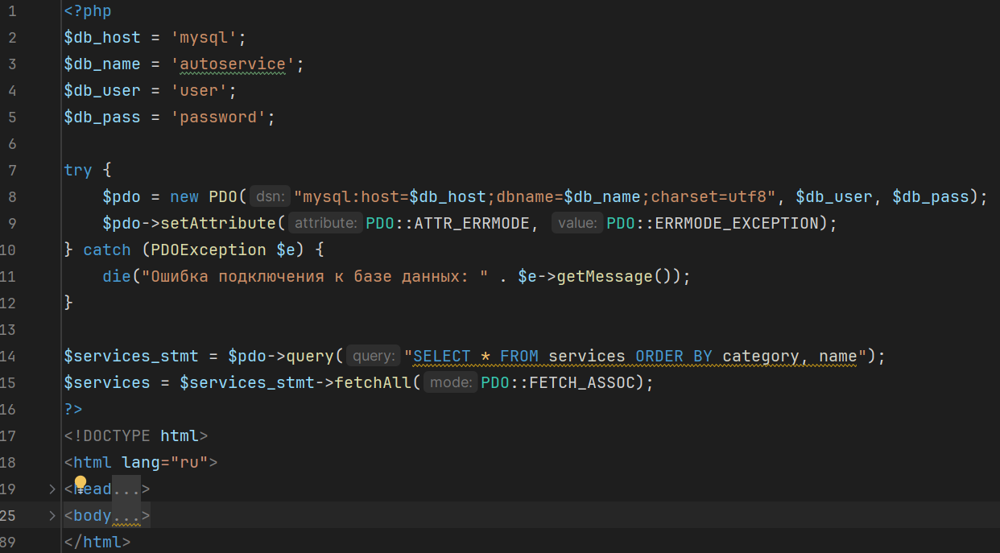 1 <?php
2 $db_host = 'mysql';
3 $db_name = 'autoservice';
4 $db_user = 'user';
5 $db_pass = 'password';
6
7 try {
8     $pdo = new PDO( dsn: "mysql:host=$db_host;dbname=$db_name;charset=utf8", $db_user, $db_pass);
9     $pdo->setAttribute( attribute: PDO::ATTR_ERRMODE, value: PDO::ERRMODE_EXCEPTION);
10 } catch (PDOException $e) {
11     die("Ошибка подключения к базе данных: " . $e->getMessage());
12 }
13
14 $services_stmt = $pdo->query( query: "SELECT * FROM services ORDER BY category, name");
15 $services = $services_stmt->fetchAll( mode: PDO::FETCH_ASSOC);
16 ?>
17 <!DOCTYPE html>
18 <html lang="ru">
19 <head...>
25 <body...>
89 </html>